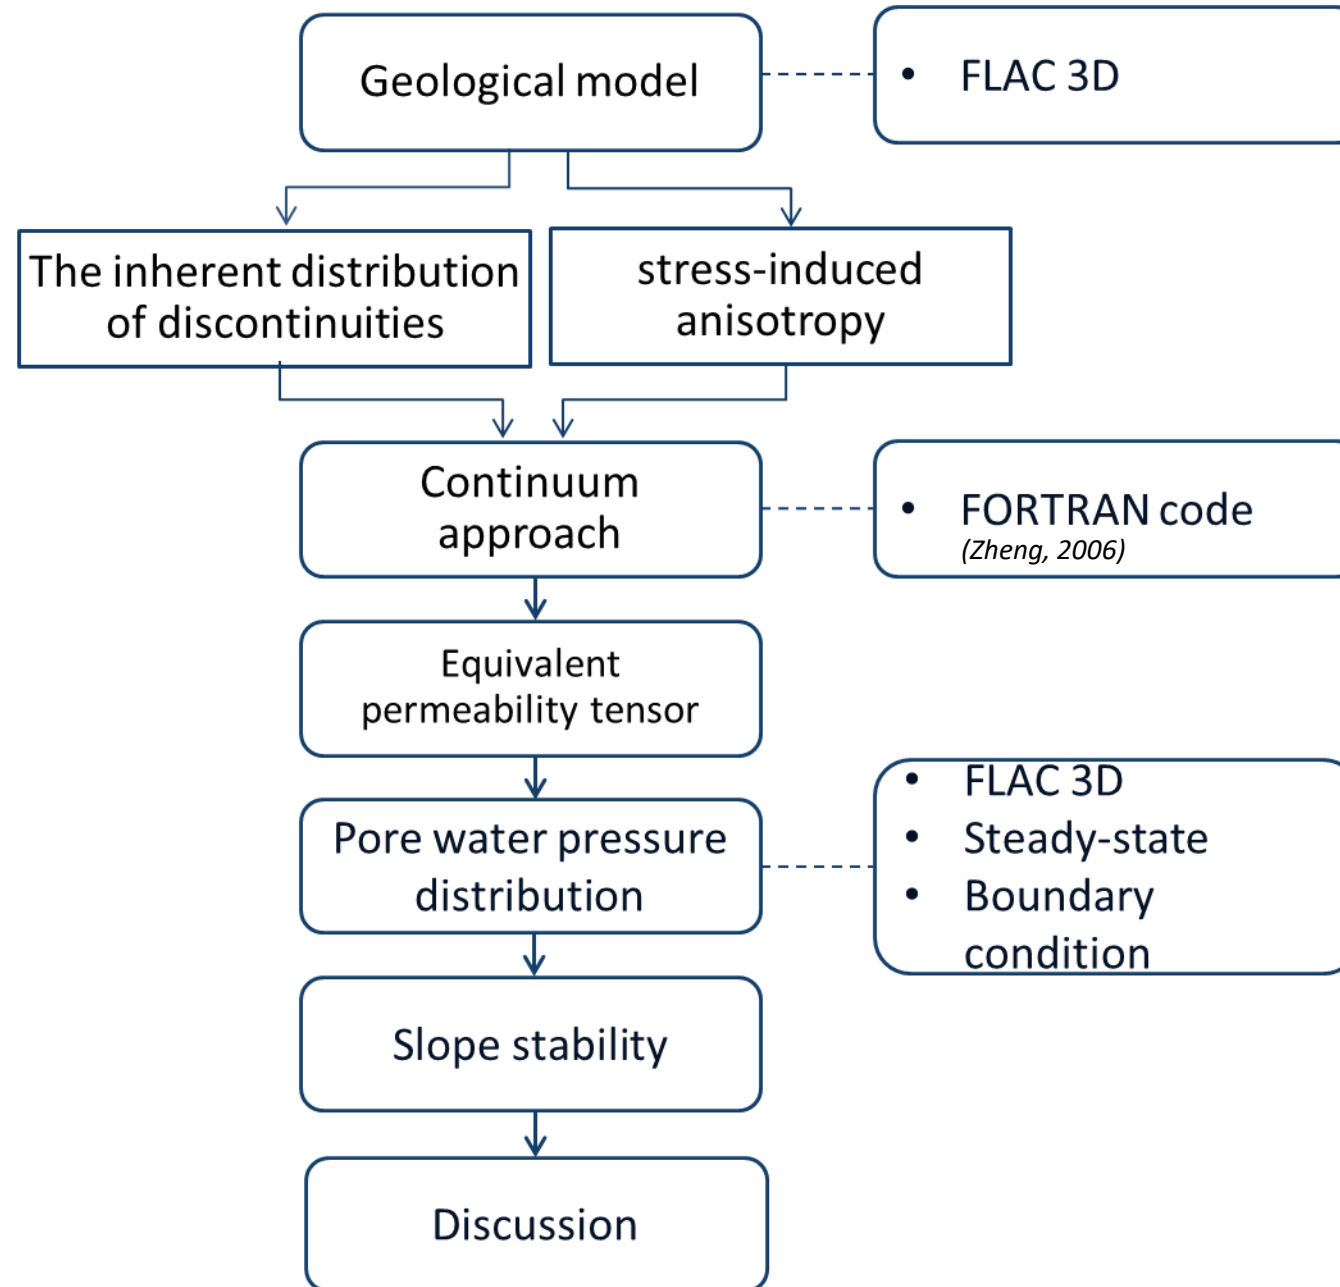 Geological model
• FLAC 3D
The inherent distribution
of discontinuities
stress-induced
anisotropy
Continuum
approach
• FORTRAN code
(Zheng, 2006)
Equivalent
permeability tensor
Pore water pressure
distribution
• FLAC 3D
• Steady-state
• Boundary
condition
Slope stability
Discussion